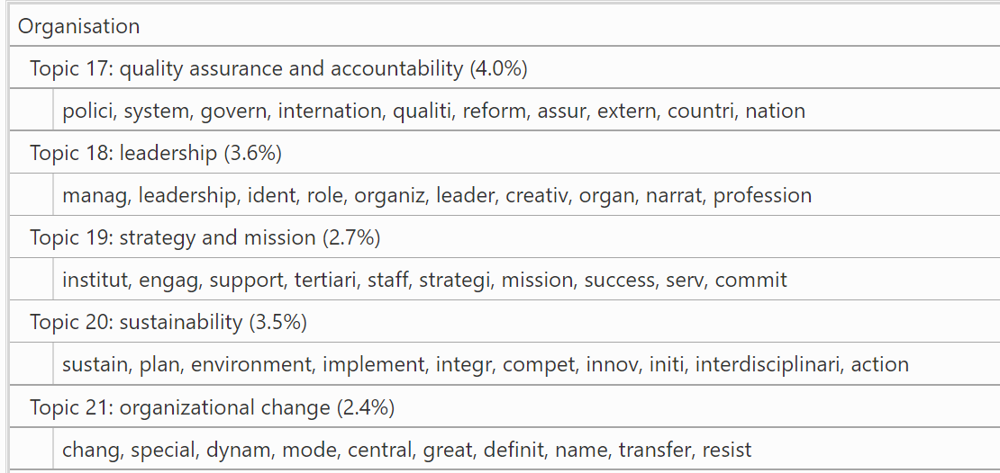 Organisation
Topic 17: quality assurance and accountability (4.0%)
polici, system, govern, internation, qualiti, reform, assur, extern, countri, nation
Topic 18: leadership (3.6%)
manag, leadership, ident, role, organiz, leader, creativ, organ, narrat, profession
Topic 19: strategy and mission (2.7%)
institut, engag, support, tertiari, staff, strategi, mission, success, serv, commit
Topic 20: sustainability (3.5%)
sustain, plan, environment, implement, integr, compet, innov, initi, interdisciplinari, action
Topic 21: organizational change (2.4%)
chang, special, dynam, mode, central, great, definit, name, transfer, resist